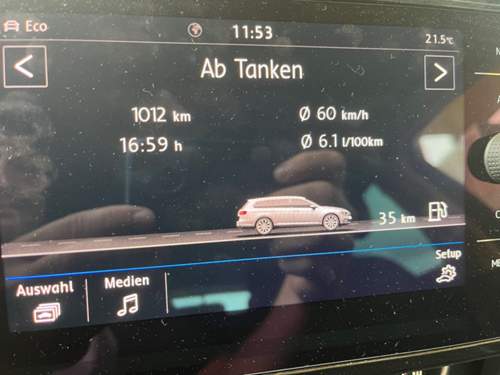 Eco 11:53 21.5°C
Ab Tanken
1012 km Ø 60 km/h
16:59 h Ø 6.1 l/100km
35 km
Auswahl Medien Setup